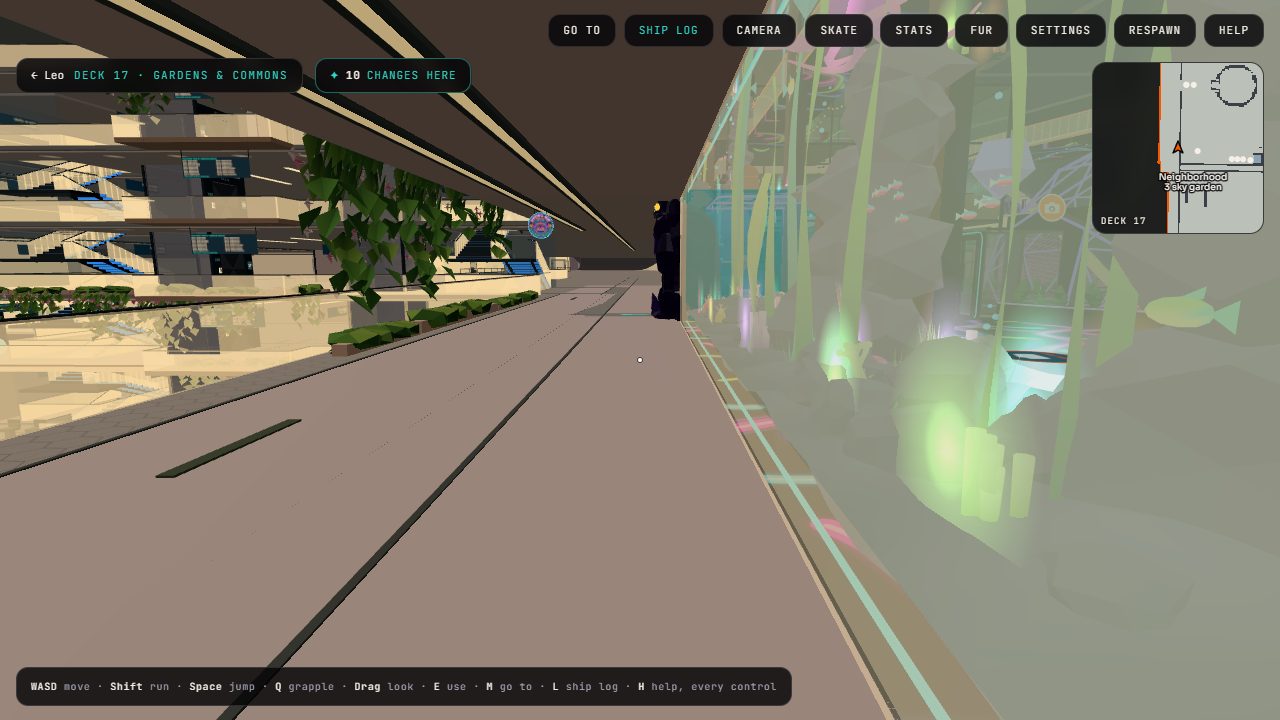 GO TO
SHIP LOG
CAMERA
SKATE
STATS
FUR
SETTINGS
RESPAWN
HELP
← Leo DECK 17 · GARDENS & COMMONS
✦ 10 CHANGES HERE
Neighborhood
3 sky garden
DECK 17
WASD move · Shift run · Space jump · Q grapple · Drag look · E use · M go to · L ship log · H help, every control